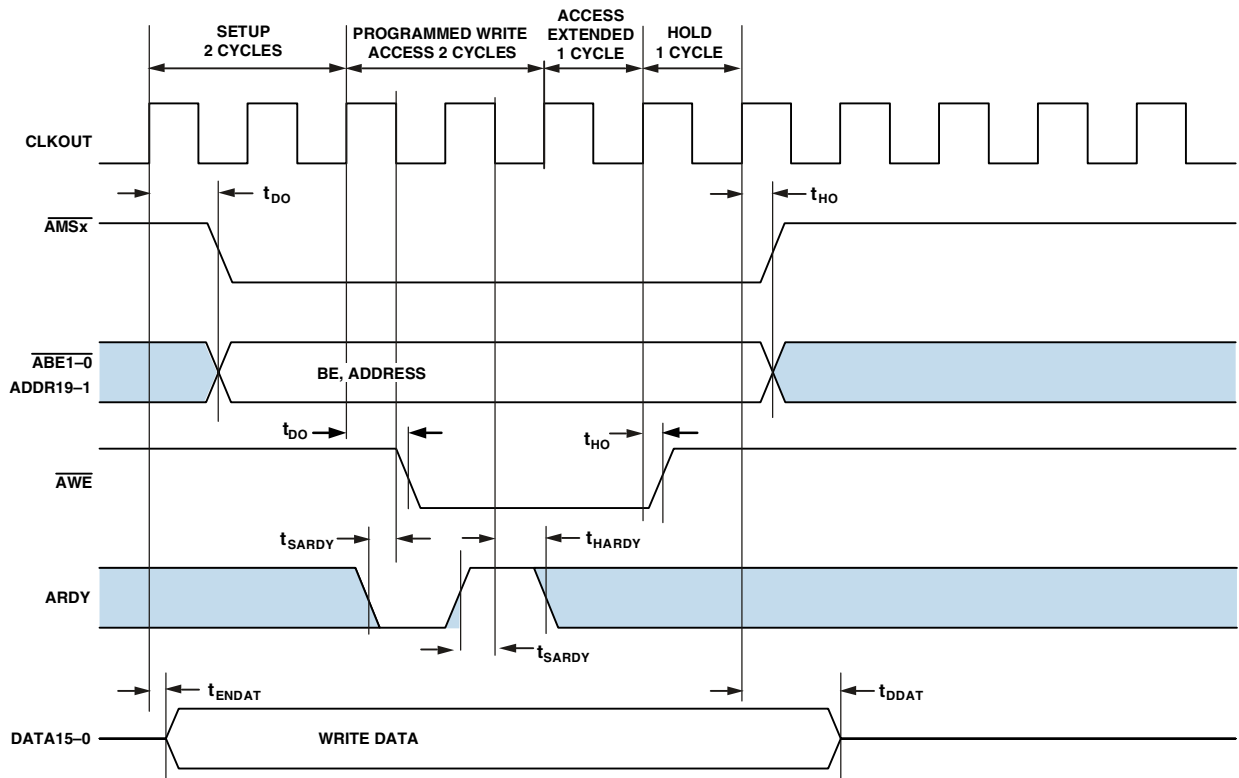 SETUP
2 CYCLES
PROGRAMMED WRITE
ACCESS 2 CYCLES
ACCESS
EXTENDED
1 CYCLE
HOLD
1 CYCLE
CLKOUT
tDO
tHO
AMSx
ABE1–0
ADDR19–1
BE, ADDRESS
tDO
tHO
AWE
tSARDY
tHARDY
ARDY
tSARDY
tENDAT
tDDAT
DATA15–0
WRITE DATA